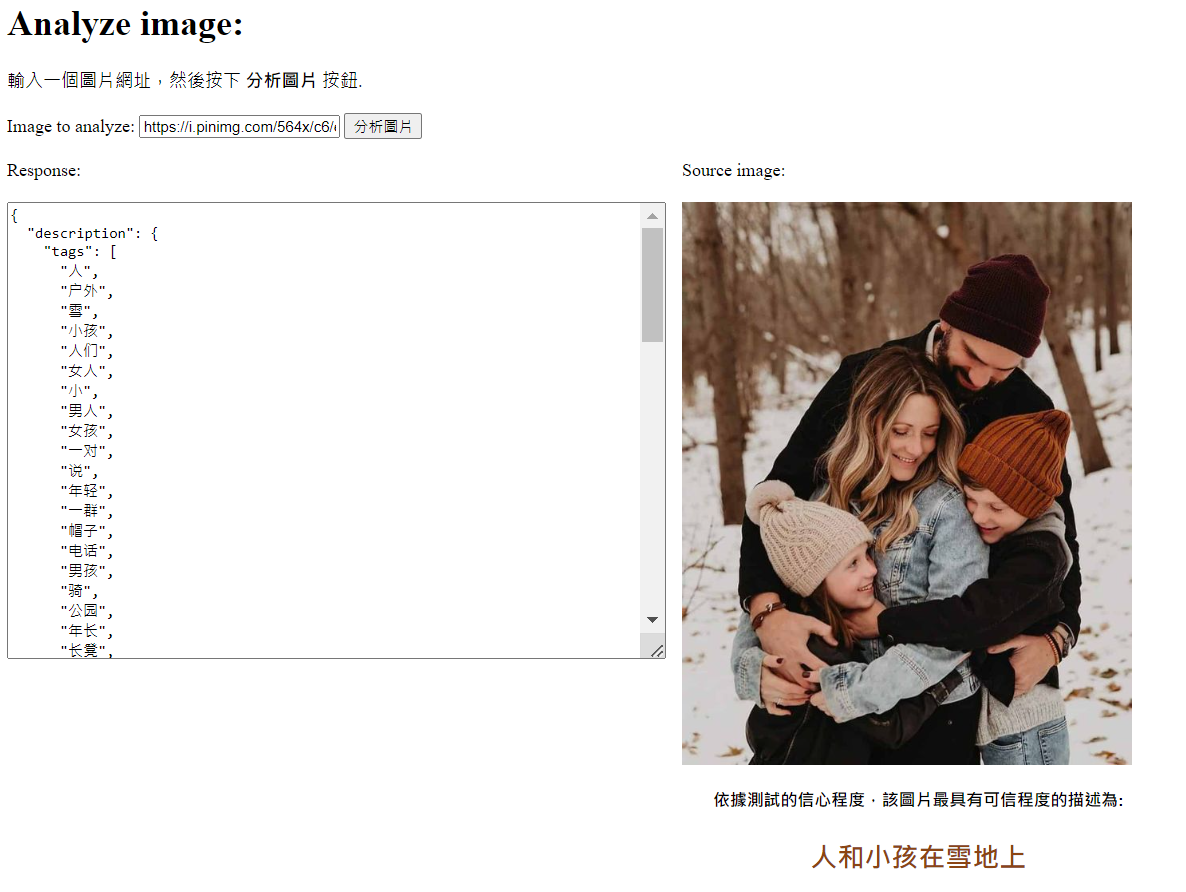 Analyze image:
輸入一個圖片網址，然後按下 分析圖片 按鈕.
Image to analyze: https://i.pinimg.com/564x/c6/ 分析圖片
Response:
{
"description": {
"tags": [
"人",
"户外",
"雪",
"小孩",
"人们",
"女人",
"小",
"男人",
"女孩",
"一对",
"说",
"年轻",
"一群",
"帽子",
"电话",
"男孩",
"骑",
"公园",
"年长",
"长凳",
Source image:
依據測試的信心程度，該圖片最具有可信程度的描述為:
人和小孩在雪地上